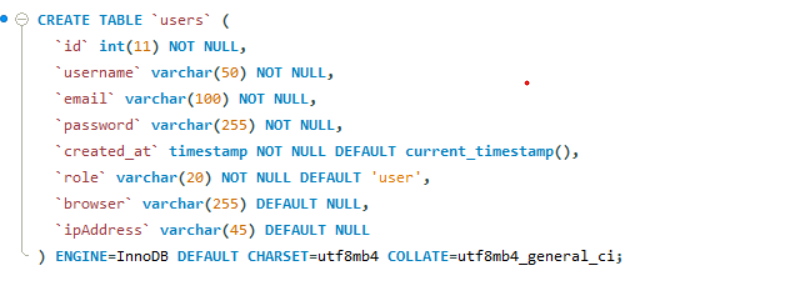 CREATE TABLE `users` (
`id` int(11) NOT NULL,
`username` varchar(50) NOT NULL,
`email` varchar(100) NOT NULL,
`password` varchar(255) NOT NULL,
`created_at` timestamp NOT NULL DEFAULT current_timestamp(),
`role` varchar(20) NOT NULL DEFAULT 'user',
`browser` varchar(255) DEFAULT NULL,
`ipAddress` varchar(45) DEFAULT NULL
) ENGINE=InnoDB DEFAULT CHARSET=utf8mb4 COLLATE=utf8mb4_general_ci;